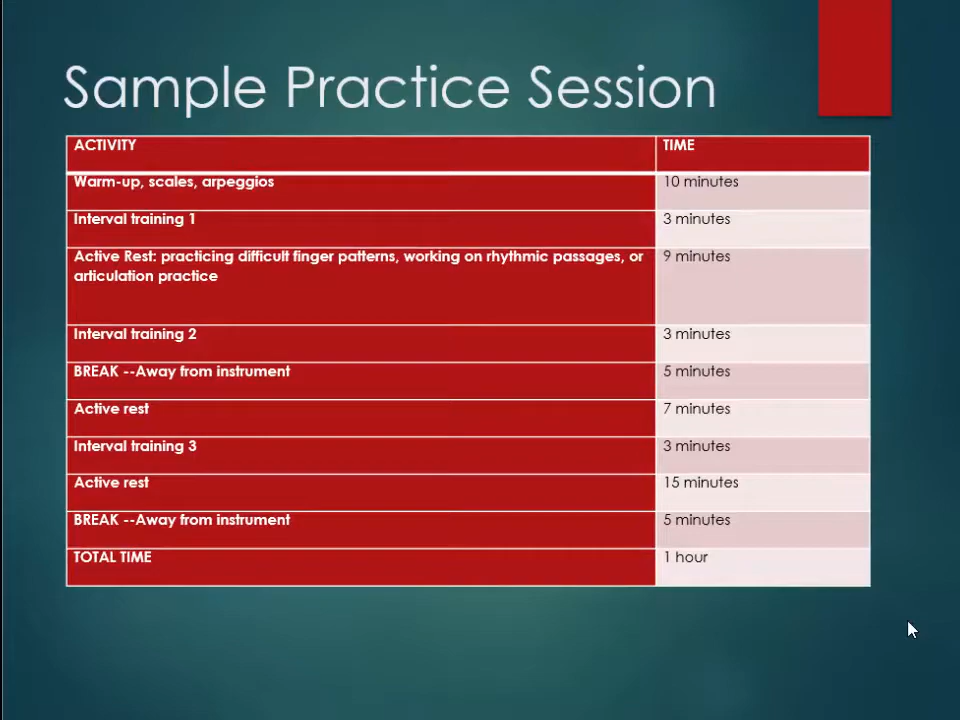 Sample Practice Session
ACTIVITY TIME
Warm-up, scales, arpeggios 10 minutes
Interval training 1 3 minutes
Active Rest: practicing difficult finger patterns, working on rhythmic passages, or 9 minutes
articulation practice
Interval training 2 3 minutes
BREAK --Away from instrument 5 minutes
Active rest 7 minutes
Interval training 3 3 minutes
Active rest 15 minutes
BREAK --Away from instrument 5 minutes
TOTAL TIME 1 hour